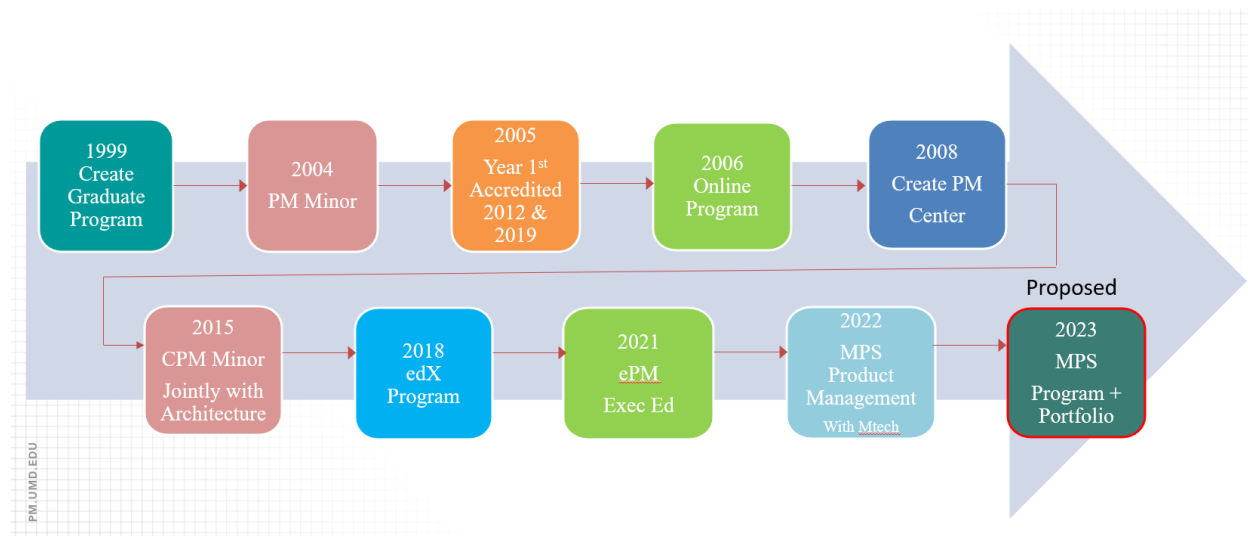 1999
Create
Graduate
Program
2004
PM Minor
2005
Year 1st
Accredited
2012 &
2019
2006
Online
Program
2008
Create PM
Center
2015
CPM Minor
Jointly with
Architecture
2018
edX
Program
2021
ePM
Exec Ed
2022
MPS
Product
Management
With Mtech
Proposed
2023
MPS
Program +
Portfolio
PM.UMD.EDU